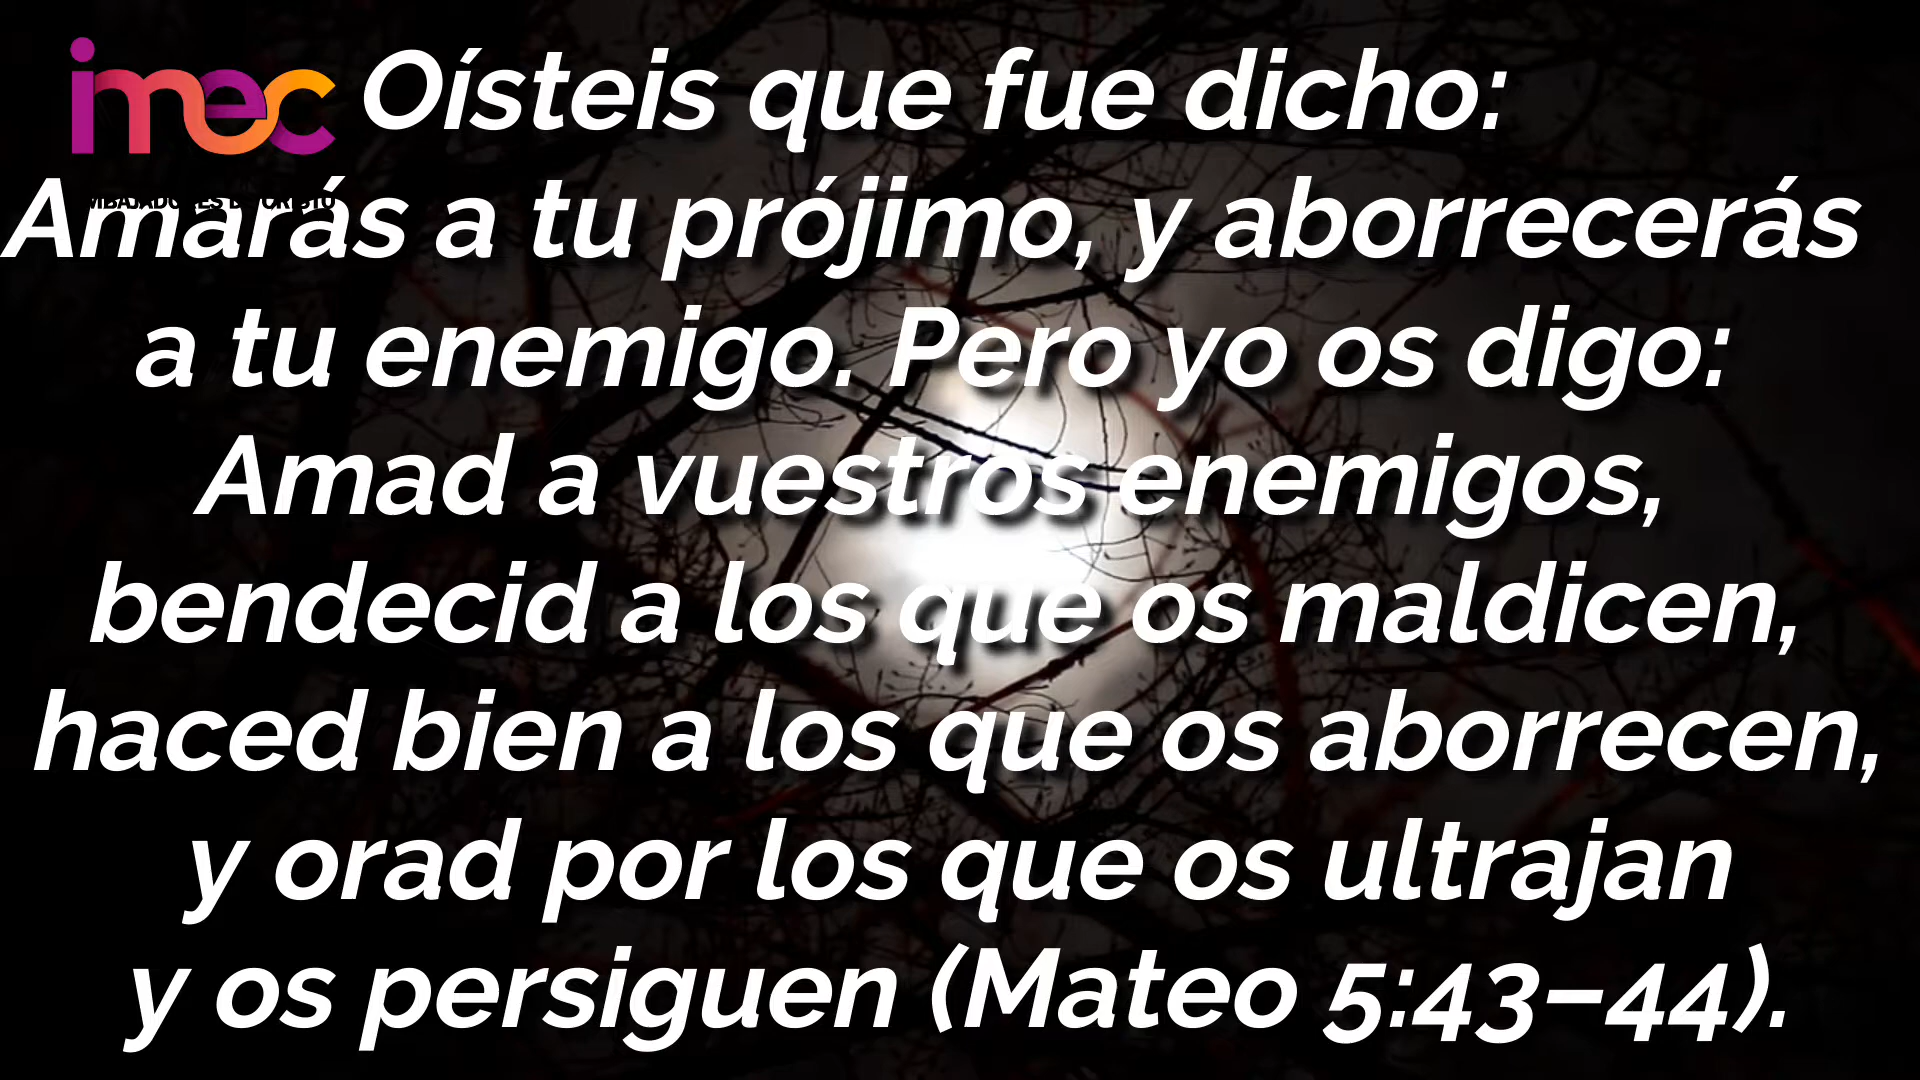 imec
Oísteis que fue dicho:
Amarás a tu prójimo, y aborrecerás
a tu enemigo. Pero yo os digo:
Amad a vuestros enemigos,
bendecid a los que os maldicen,
haced bien a los que os aborrecen,
y orad por los que os ultrajan
y os persiguen (Mateo 5:43–44).